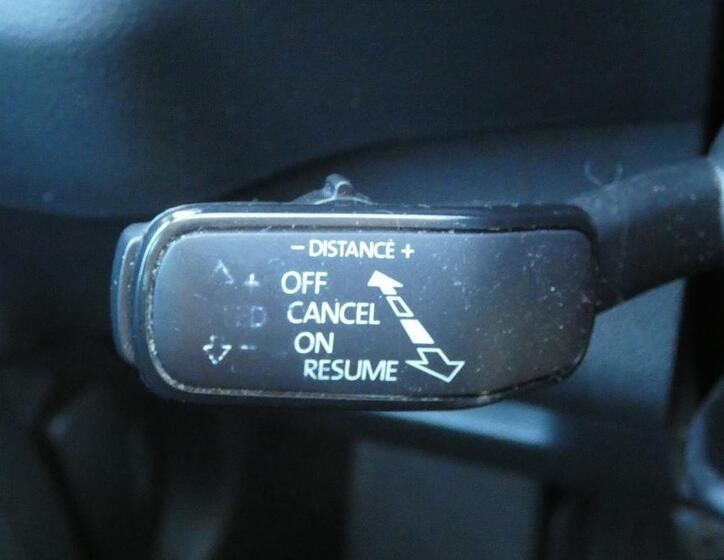 - DISTANCE +
+ OFF
CANCEL
- ON
RESUME